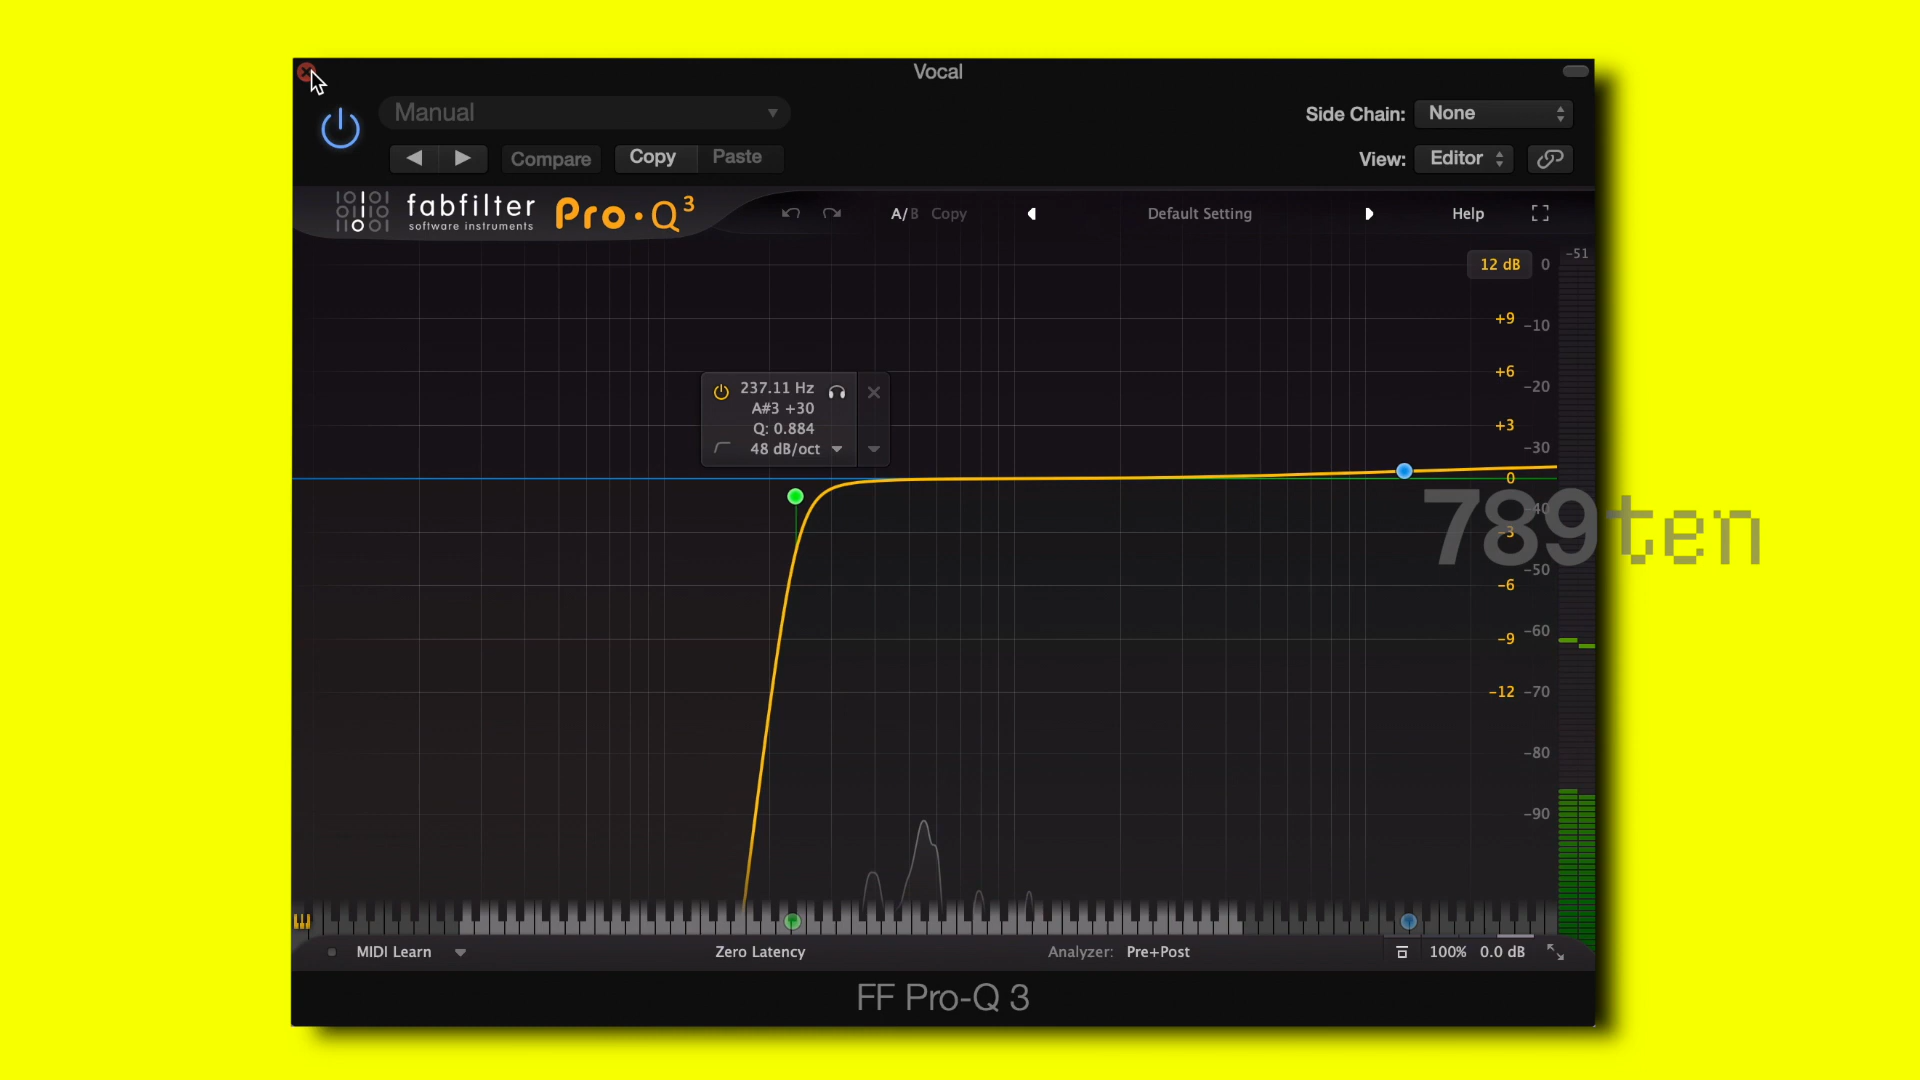 Vocal
Manual
Side Chain: None
Compare Copy Paste
View: Editor
fabfilter Pro·Q3
software instruments
A/B Copy
Default Setting
Help
12 dB 0 -51
+9 -10
+6 -20
237.11 Hz
A#3 +30
+3
Q: 0.884
48 dB/oct
-30
0
789ten
-40
-3
-50
-6
-60
-9
-12 -70
-80
-90
MIDI Learn
Zero Latency
Analyzer: Pre+Post
100% 0.0 dB
FF Pro-Q 3